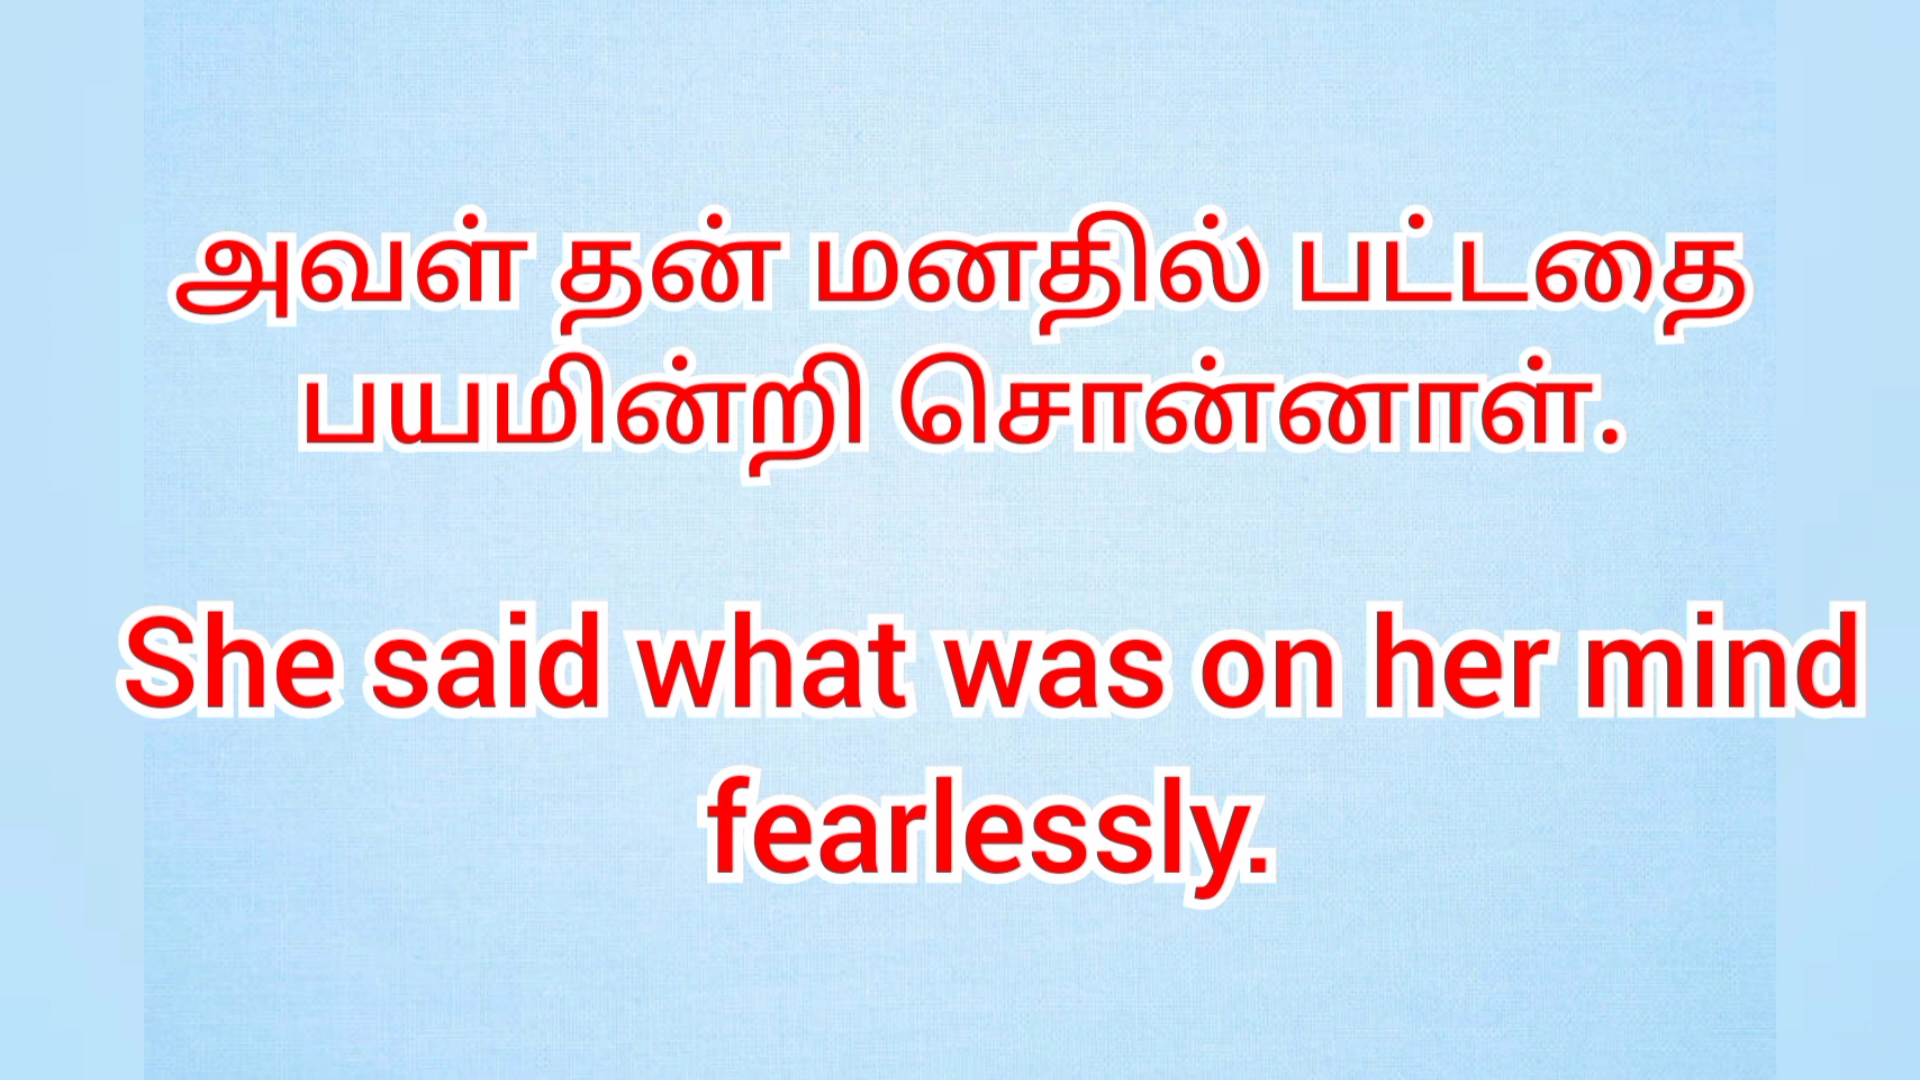 அவள் தன் மனதில் பட்டதை
பயமின்றி சொன்னாள்.
She said what was on her mind
fearlessly.